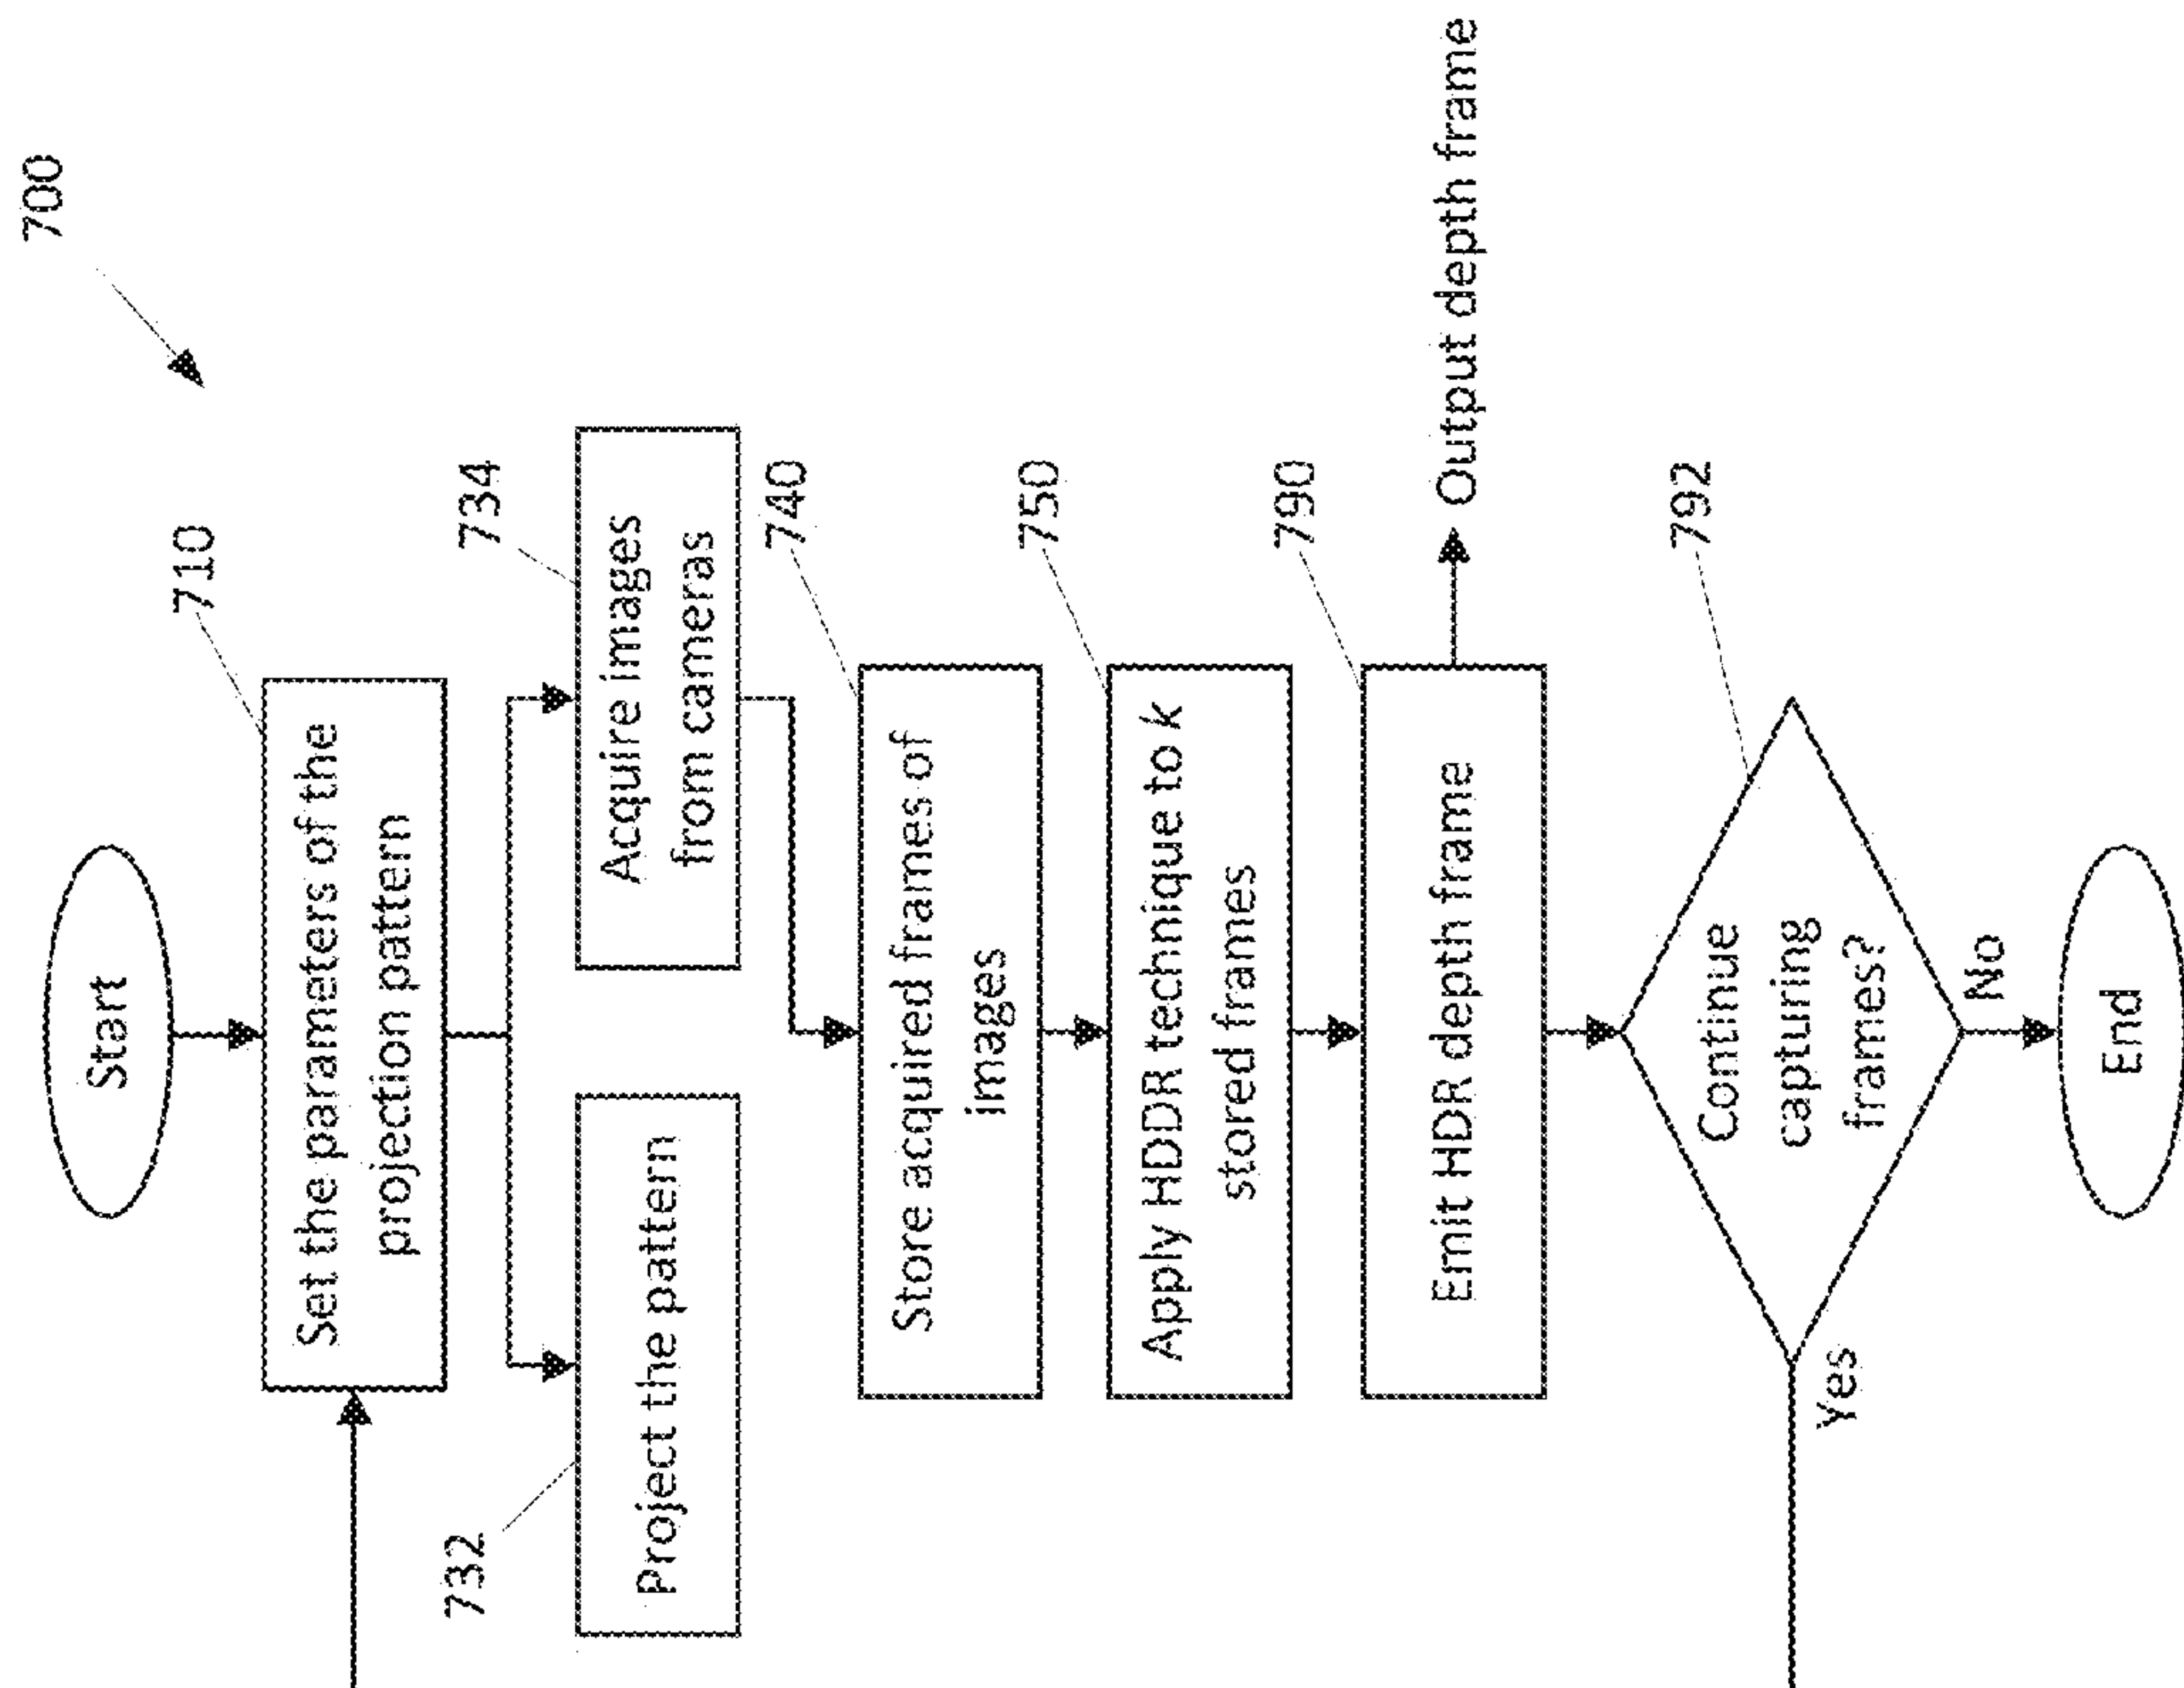 700
Start
710
Set the parameters of the
projection pattern
732
Project the pattern
734
Acquire images
from cameras
740
Store acquired frames of
images
750
Apply HDDR technique to k
stored frames
790
Emit HDR depth frame
Output depth frame
792
Continue
capturing
frames?
Yes
No
End